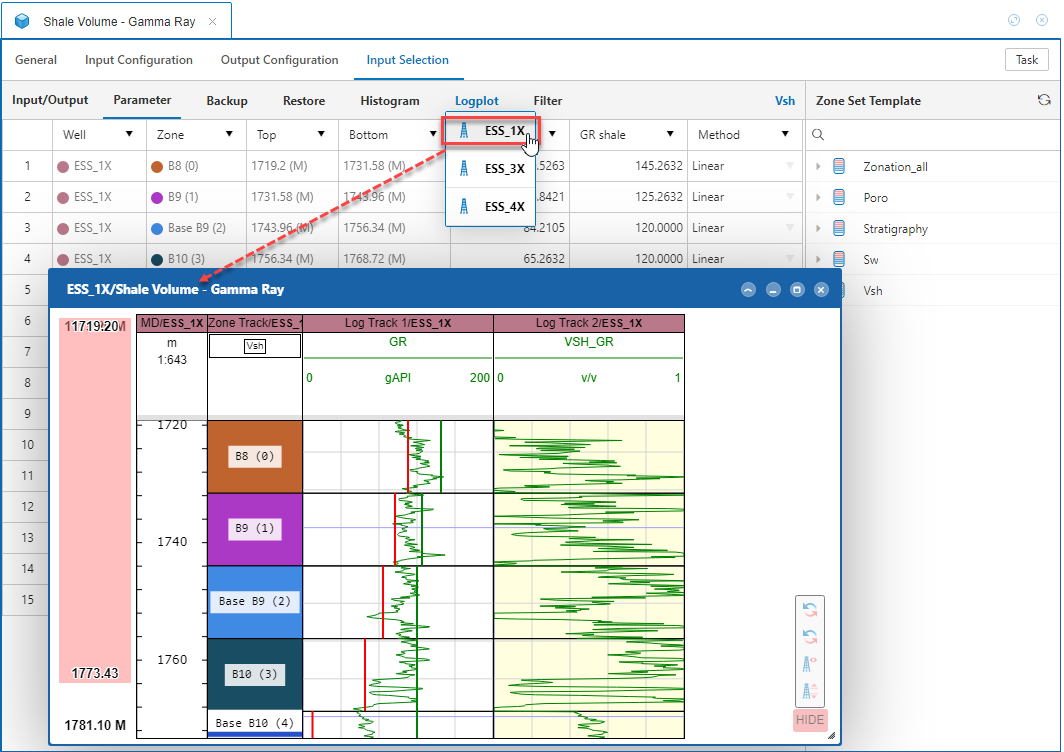 Shale Volume - Gamma Ray
General Input Configuration Output Configuration Input Selection Task
Input/Output Parameter Backup Restore Histogram Logplot Filter Vsh Zone Set Template
Well Zone Top Bottom GR shale Method
ESS_1X
ESS_3X
ESS_4X
1 ESS_1X B8 (0) 1719.2 (M) 1731.58 (M) .5263 145.2632 Linear
2 ESS_1X B9 (1) 1731.58 (M) 1743.96 (M) .8421 125.2632 Linear
3 ESS_1X Base B9 (2) 1743.96 (M) 1756.34 (M) 84.2105 120.0000 Linear
4 ESS_1X B10 (3) 1756.34 (M) 1768.72 (M) 65.2632 120.0000 Linear
5
6
7
8
9
10
11
12
13
14
15
Zonation_all
Poro
Stratigraphy
Sw
Vsh
ESS_1X/Shale Volume - Gamma Ray
MD/ESS_1X Zone Track/ESS_1 Log Track 1/ESS_1X Log Track 2/ESS_1X
m Vsh GR VSH_GR
1:643
0 gAPI 200 0 v/v 1
1720
B8 (0)
B9 (1)
1740
Base B9 (2)
1760
B10 (3)
Base B10 (4)
1773.43
1781.10 M
HIDE